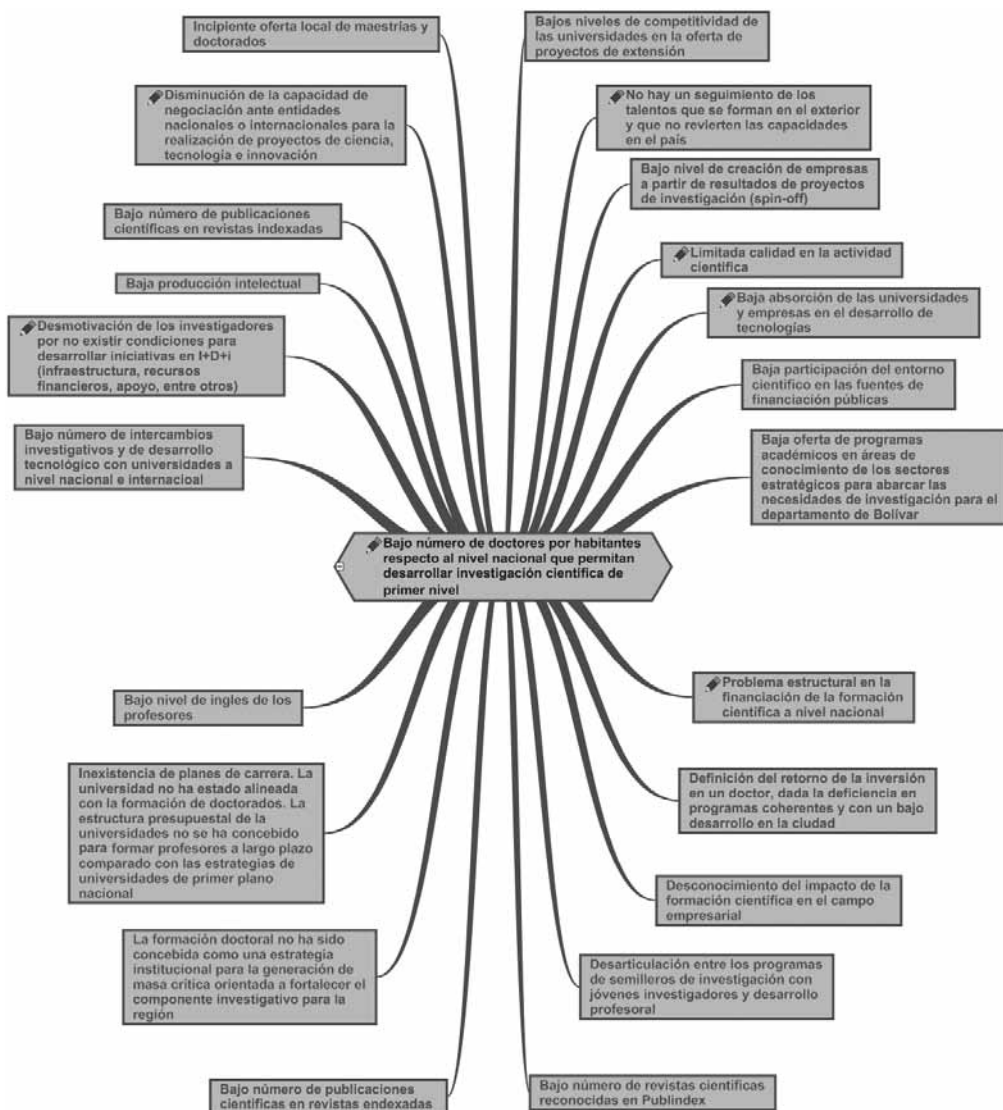 Incipiente oferta local de maestrías y
doctorados
Bajos niveles de competitividad de
las universidades en la oferta de
proyectos de extensión
Disminución de la capacidad de
negociación ante entidades
nacionales o internacionales para la
realización de proyectos de ciencia,
tecnología e innovación
No hay un seguimiento de los
talentos que se forman en el exterior
y que no revierten las capacidades
en el país
Bajo nivel de creación de empresas
a partir de resultados de proyectos
de investigación (spin-off)
Bajo número de publicaciones
científicas en revistas indexadas
Limitada calidad en la actividad
científica
Baja producción intelectual
Baja absorción de las universidades
y empresas en el desarrollo de
tecnologías
Desmotivación de los investigadores
por no existir condiciones para
desarrollar iniciativas en I+D+i
(infraestructura, recursos
financieros, apoyo, entre otros)
Baja participación del entorno
científico en las fuentes de
financiación públicas
Bajo número de intercambios
investigativos y de desarrollo
tecnológico con universidades a
nivel nacional e internacioal
Baja oferta de programas
académicos en áreas de
conocimiento de los sectores
estratégicos para abarcar las
necesidades de investigación para el
departamento de Bolívar
Bajo número de doctores por habitantes
respecto al nivel nacional que permitan
desarrollar investigación científica de
primer nivel
Bajo nivel de ingles de los
profesores
Problema estructural en la
financiación de la formación
científica a nivel nacional
Inexistencia de planes de carrera. La
universidad no ha estado alineada
con la formación de doctorados. La
estructura presupuestal de la
universidades no se ha concebido
para formar profesores a largo plazo
comparado con las estrategias de
universidades de primer plano
nacional
Definición del retorno de la inversión
en un doctor, dada la deficiencia en
programas coherentes y con un bajo
desarrollo en la ciudad
Desconocimiento del impacto de la
formación científica en el campo
empresarial
La formación doctoral no ha sido
concebida como una estrategia
institucional para la generación de
masa crítica orientada a fortalecer el
componente investigativo para la
región
Desarticulación entre los programas
de semilleros de investigación con
jóvenes investigadores y desarrollo
profesoral
Bajo número de publicaciones
científicas en revistas endexadas
Bajo número de revistas científicas
reconocidas en Publindex